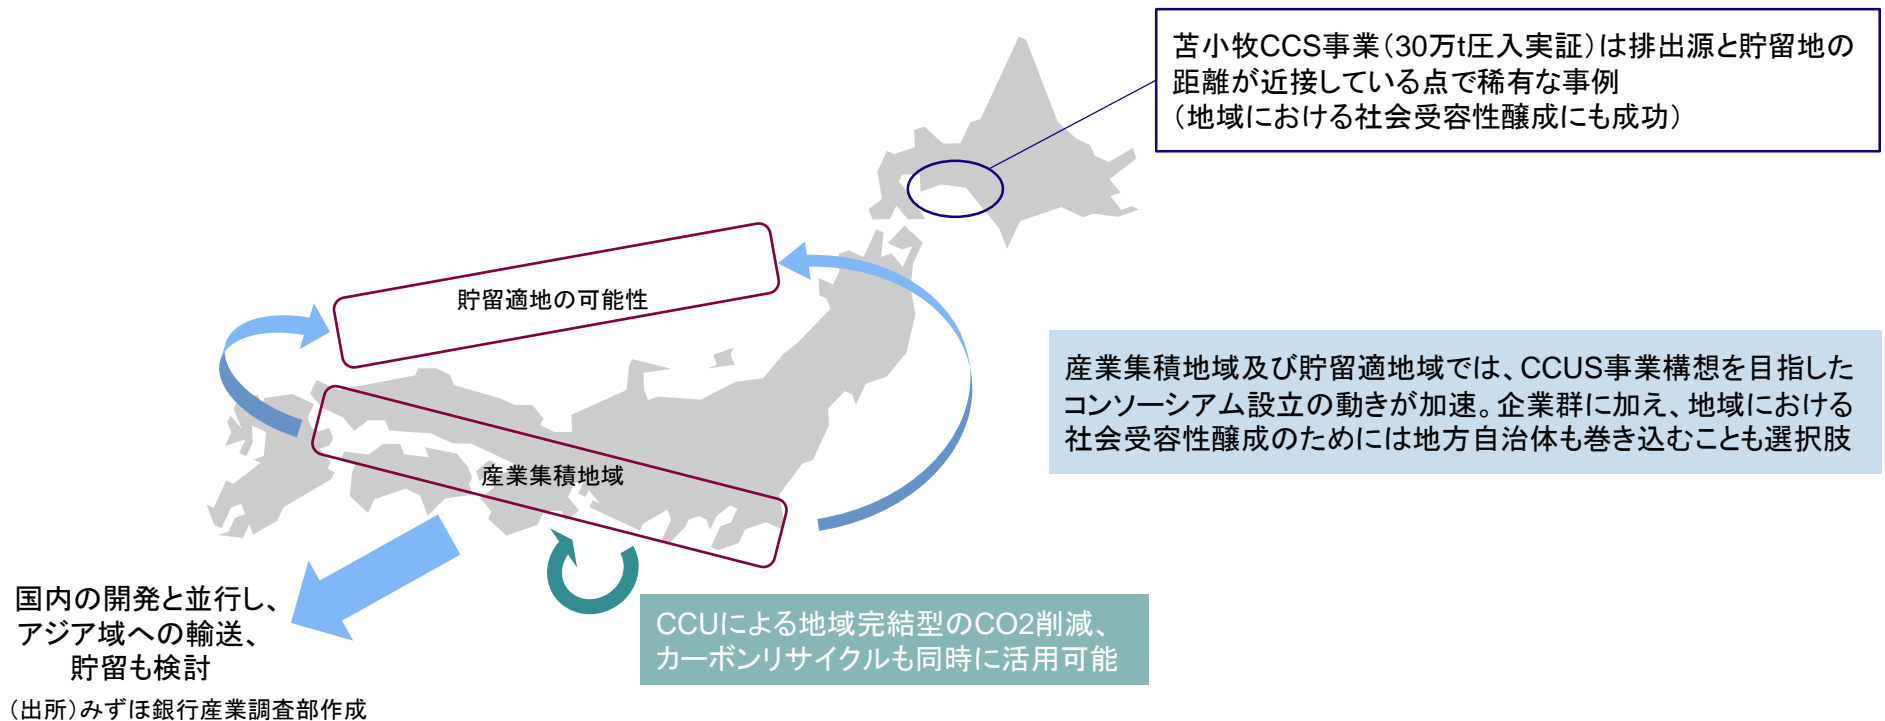 苫小牧CCS事業（30万t圧入実証）は排出源と貯留地の
距離が近接している点で稀有な事例
（地域における社会受容性醸成にも成功）
貯留適地の可能性
産業集積地域及び貯留適地域では、CCUS事業構想を目指した
コンソーシアム設立の動きが加速。企業群に加え、地域における
社会受容性醸成のためには地方自治体も巻き込むことも選択肢
産業集積地域
国内の開発と並行し、
アジア域への輸送、
貯留も検討
CCUによる地域完結型のCO2削減、
カーボンリサイクルも同時に活用可能
（出所）みずほ銀行産業調査部作成